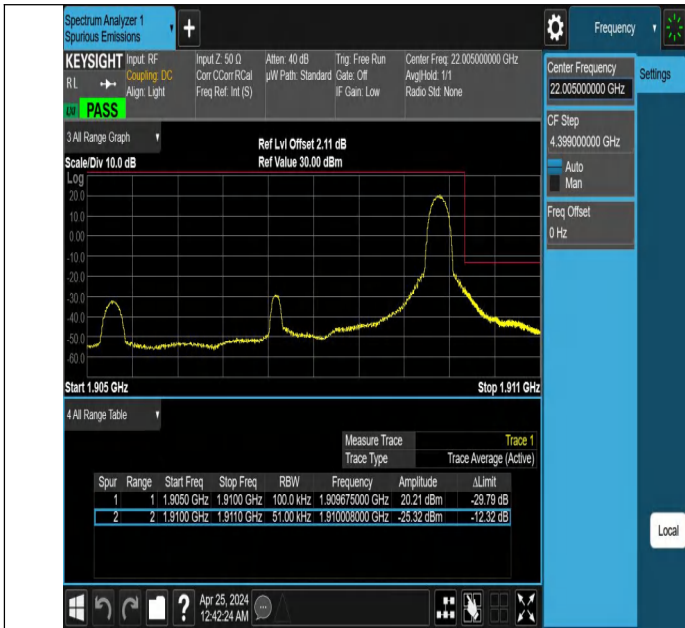 Spectrum Analyzer 1
Spurious Emissions
Frequency
KEYSIGHT
Input: RF
Coupling: DC
Align: Light
Input Z: 50 Ω
Corr CCorr RCal
Freq Ref: Int (S)
Atten: 40 dB
µW Path: Standard
Trig: Free Run
Gate: Off
IF Gain: Low
Center Freq: 22.005000000 GHz
Avg|Hold: 1/1
Radio Std: None
R L
PASS
Center Frequency
22.005000000 GHz
Settings
CF Step
4.399000000 GHz
Auto
Man
Freq Offset
0 Hz
3 All Range Graph
Scale/Div 10.0 dB
Ref Lvl Offset 2.11 dB
Ref Value 30.00 dBm
Log
20.0
10.0
0.00
-10.0
-20.0
-30.0
-40.0
-50.0
-60.0
Start 1.905 GHz
Stop 1.911 GHz
4 All Range Table
Measure Trace Trace 1
Trace Type Trace Average (Active)
Spur Range Start Freq Stop Freq RBW Frequency Amplitude ΔLimit
1 1 1.9050 GHz 1.9100 GHz 100.0 kHz 1.909675000 GHz 20.21 dBm -29.79 dB
2 2 1.9100 GHz 1.9110 GHz 51.00 kHz 1.910008000 GHz -25.32 dBm -12.32 dB
Local
?
Apr 25, 2024
12:42:24 AM